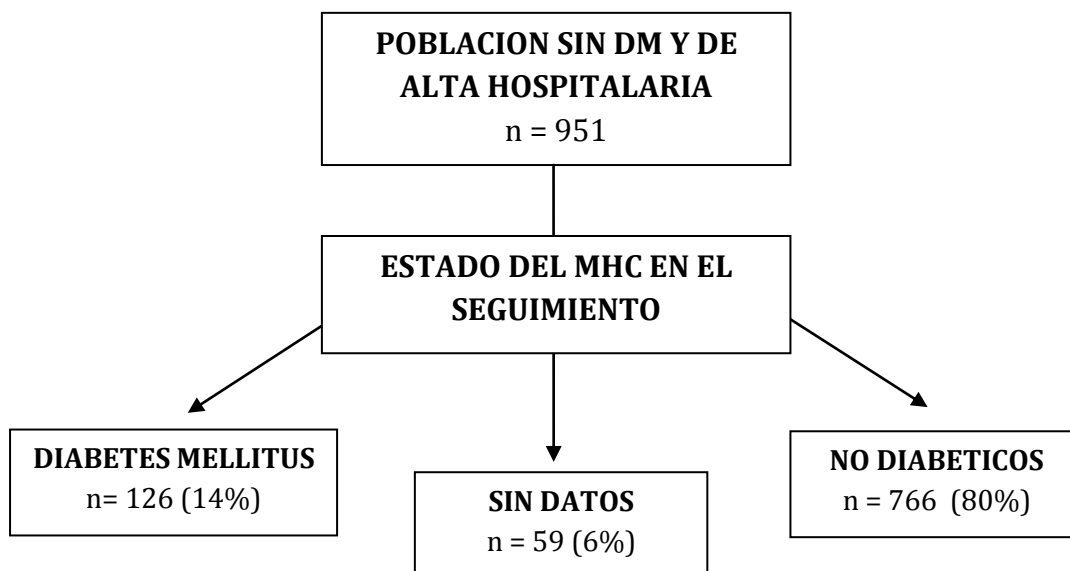 POBLACION SIN DM Y DE
ALTA HOSPITALARIA
n = 951
ESTADO DEL MHC EN EL
SEGUIMIENTO
DIABETES MELLITUS
n= 126 (14%)
SIN DATOS
n = 59 (6%)
NO DIABETICOS
n = 766 (80%)